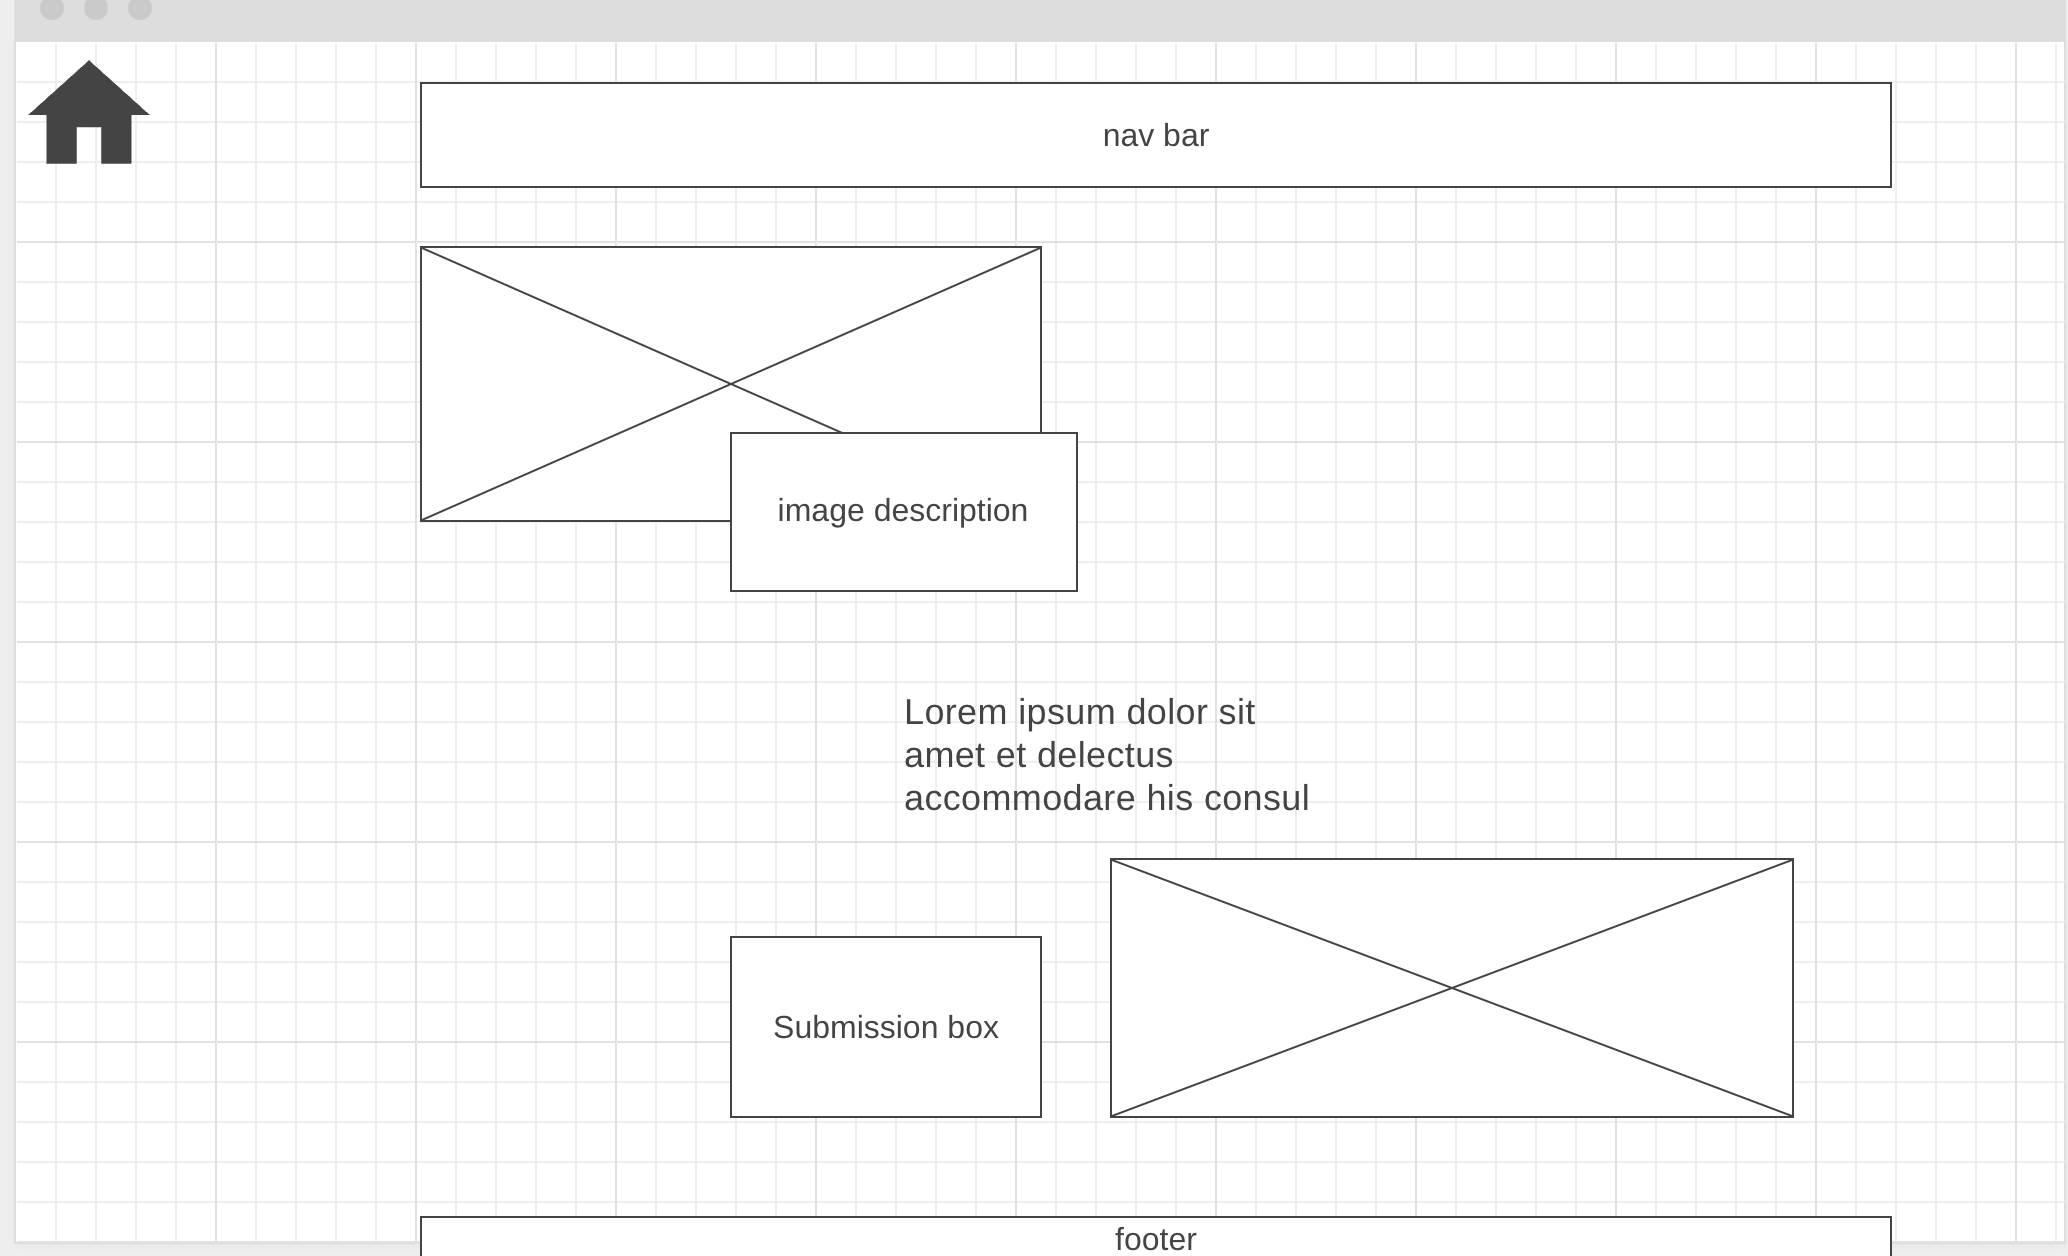 nav bar
image description
Lorem ipsum dolor sit
amet et delectus
accommodare his consul
Submission box
footer